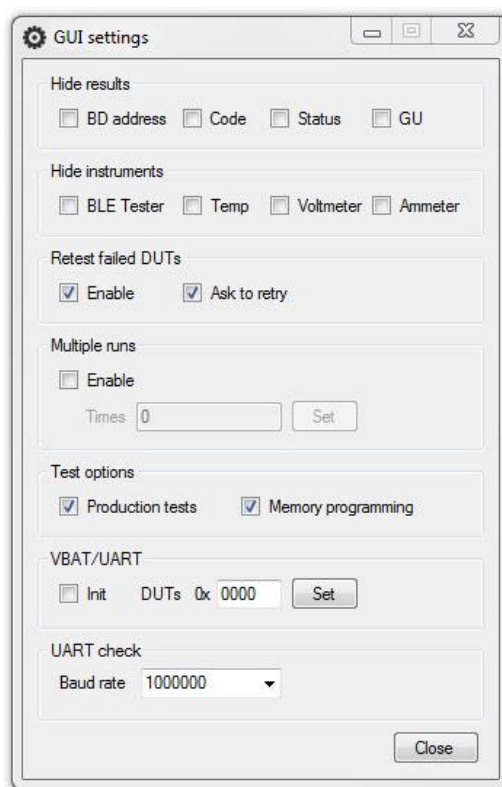 GUI settings
Hide results
BD address Code Status GU
Hide instruments
BLE Tester Temp Voltmeter Ammeter
Retest failed DUTs
Enable Ask to retry
Multiple runs
Enable
Times 0 Set
Test options
Production tests Memory programming
VBAT/UART
Init DUTs 0x 0000 Set
UART check
Baud rate 1000000
Close